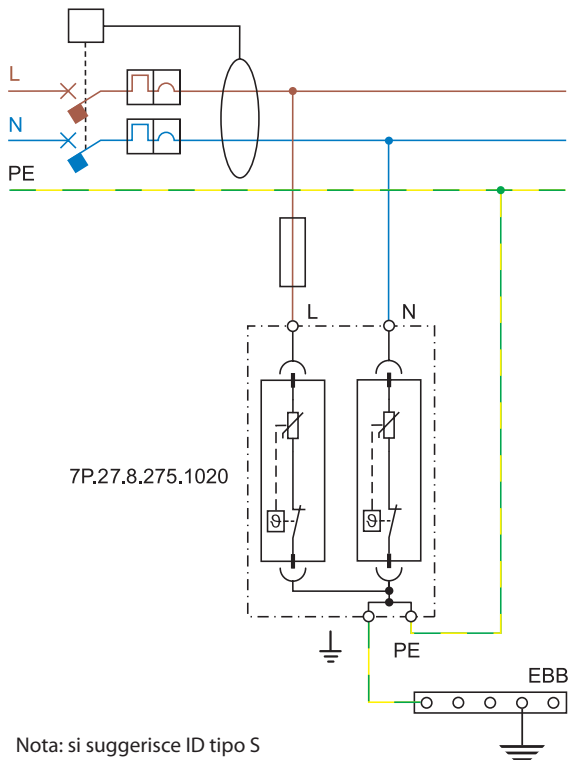 L
N
PE
L
N
7P.27.8.275.1020
ϑ
ϑ
PE
EBB
Nota: si suggerisce ID tipo S